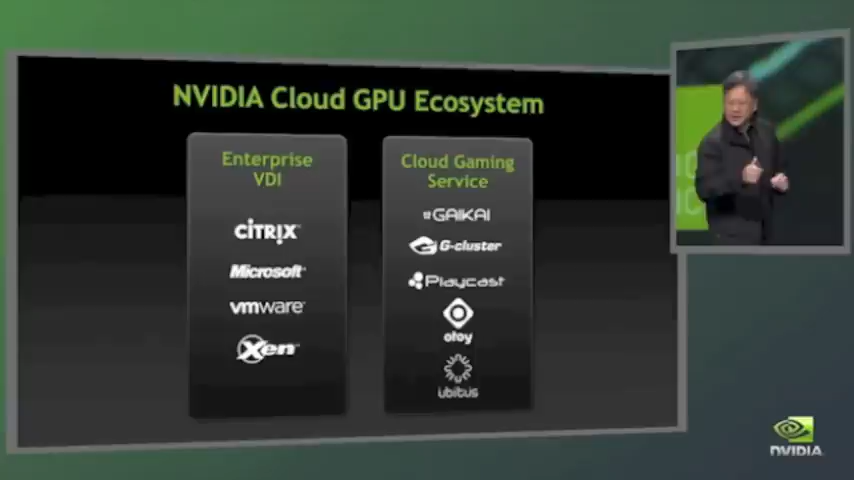 NVIDIA Cloud GPU Ecosystem
Enterprise
VDI
CITRIX
Microsoft
vmware
Xen
Cloud Gaming
Service
GAIKAI
G-cluster
Playcast
otoy
ubitus
NVIDIA